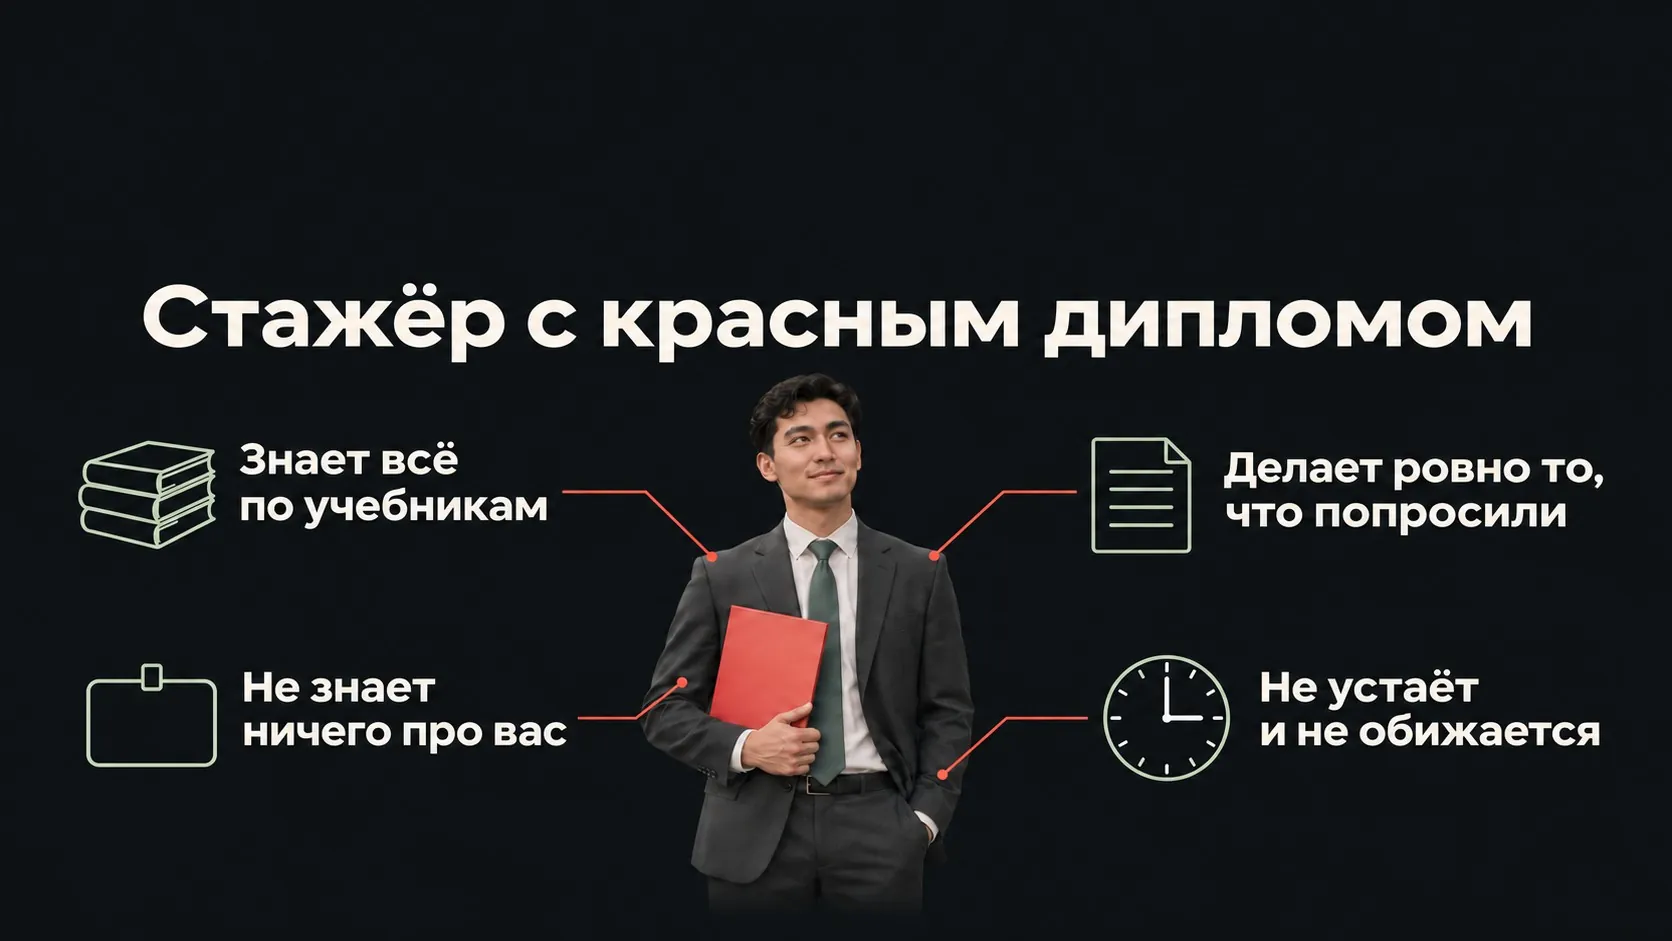 Стажёр с красным дипломом
Знает всё
по учебникам
Делает ровно то,
что попросили
Не знает
ничего про вас
Не устаёт
и не обижается